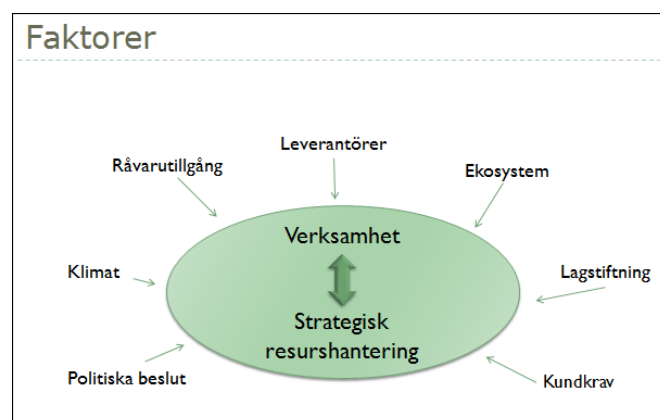 Faktorer
Leverantörer
Råvarutillgång
Ekosystem
Verksamhet
Klimat
Lagstiftning
Strategisk
resurshantering
Politiska beslut
Kundkrav